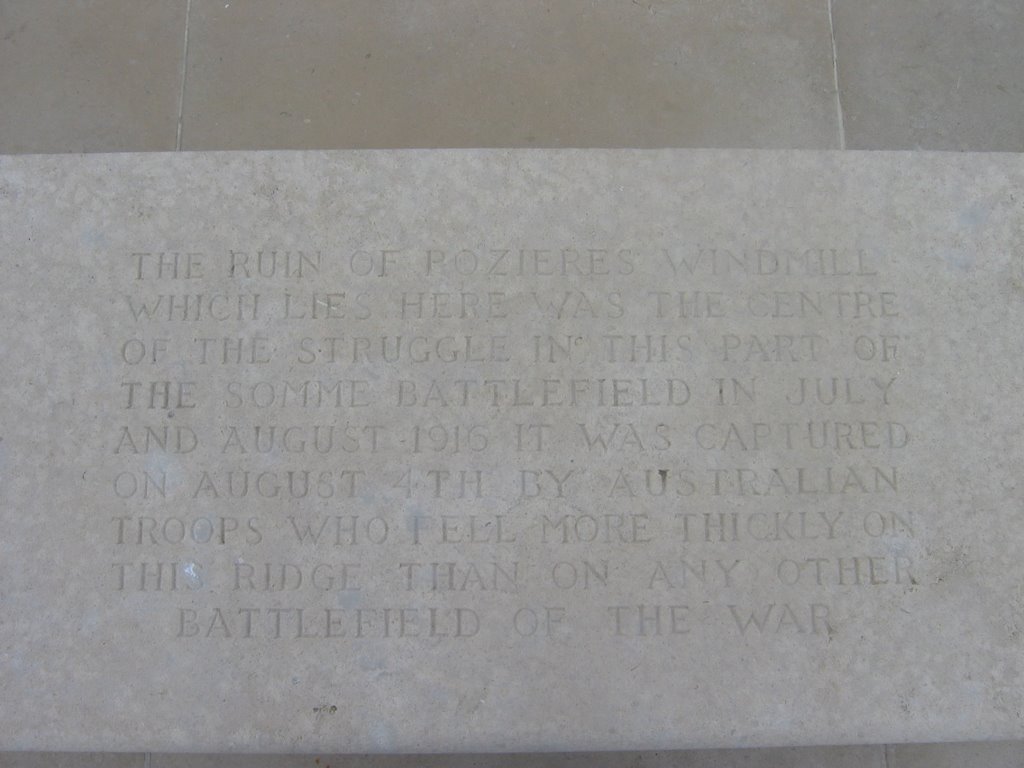 THE RUIN OF POZIERES WINDMILL
WHICH LIES HERE WAS THE CENTRE
OF THE STRUGGLE IN THIS PART OF
THE SOMME BATTLEFIELD IN JULY
AND AUGUST 1916 IT WAS CAPTURED
ON AUGUST 4TH BY AUSTRALIAN
TROOPS WHO FELL MORE THICKLY ON
THIS RIDGE THAN ON ANY OTHER
BATTLEFIELD OF THE WAR